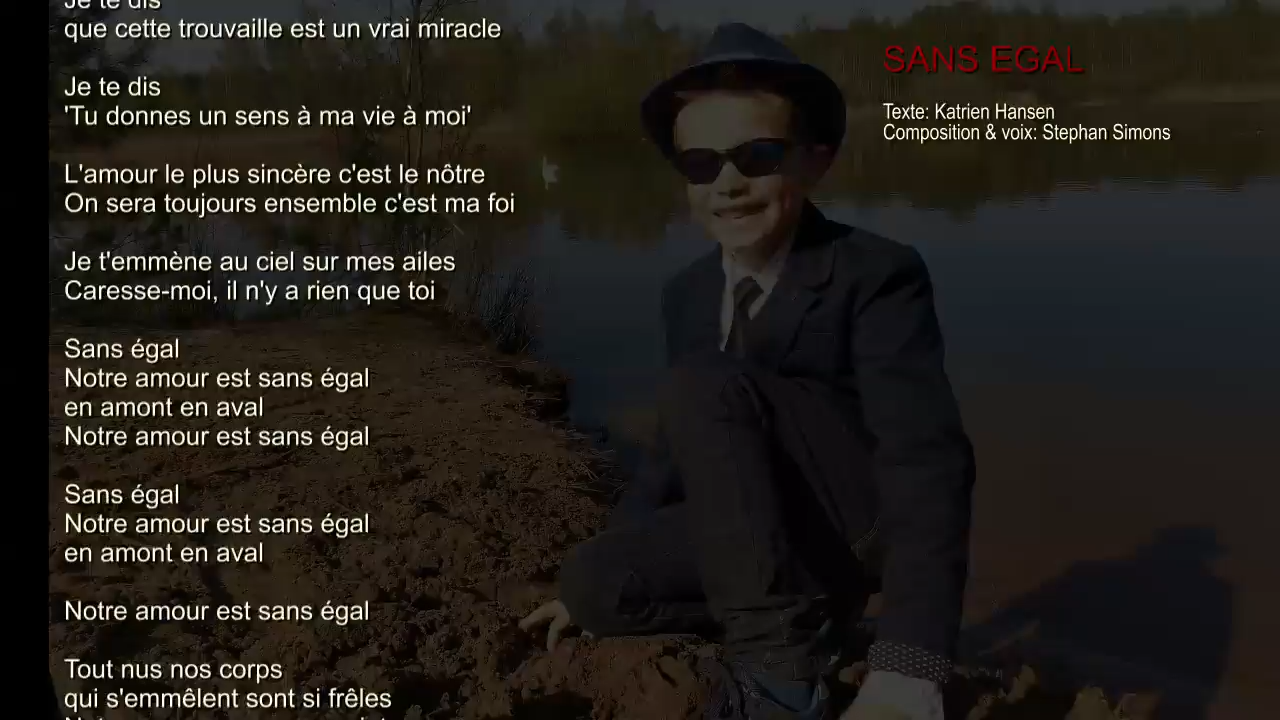 Je te dis
que cette trouvaille est un vrai miracle
Je te dis
'Tu donnes un sens à ma vie à moi'
L'amour le plus sincère c'est le nôtre
On sera toujours ensemble c'est ma foi
Je t'emmène au ciel sur mes ailes
Caresse-moi, il n'y a rien que toi
Sans égal
Notre amour est sans égal
en amont en aval
Notre amour est sans égal
Sans égal
Notre amour est sans égal
en amont en aval
Notre amour est sans égal
Tout nus nos corps
qui s'emmêlent sont si frêles
SANS EGAL
Texte: Katrien Hansen
Composition & voix: Stephan Simons